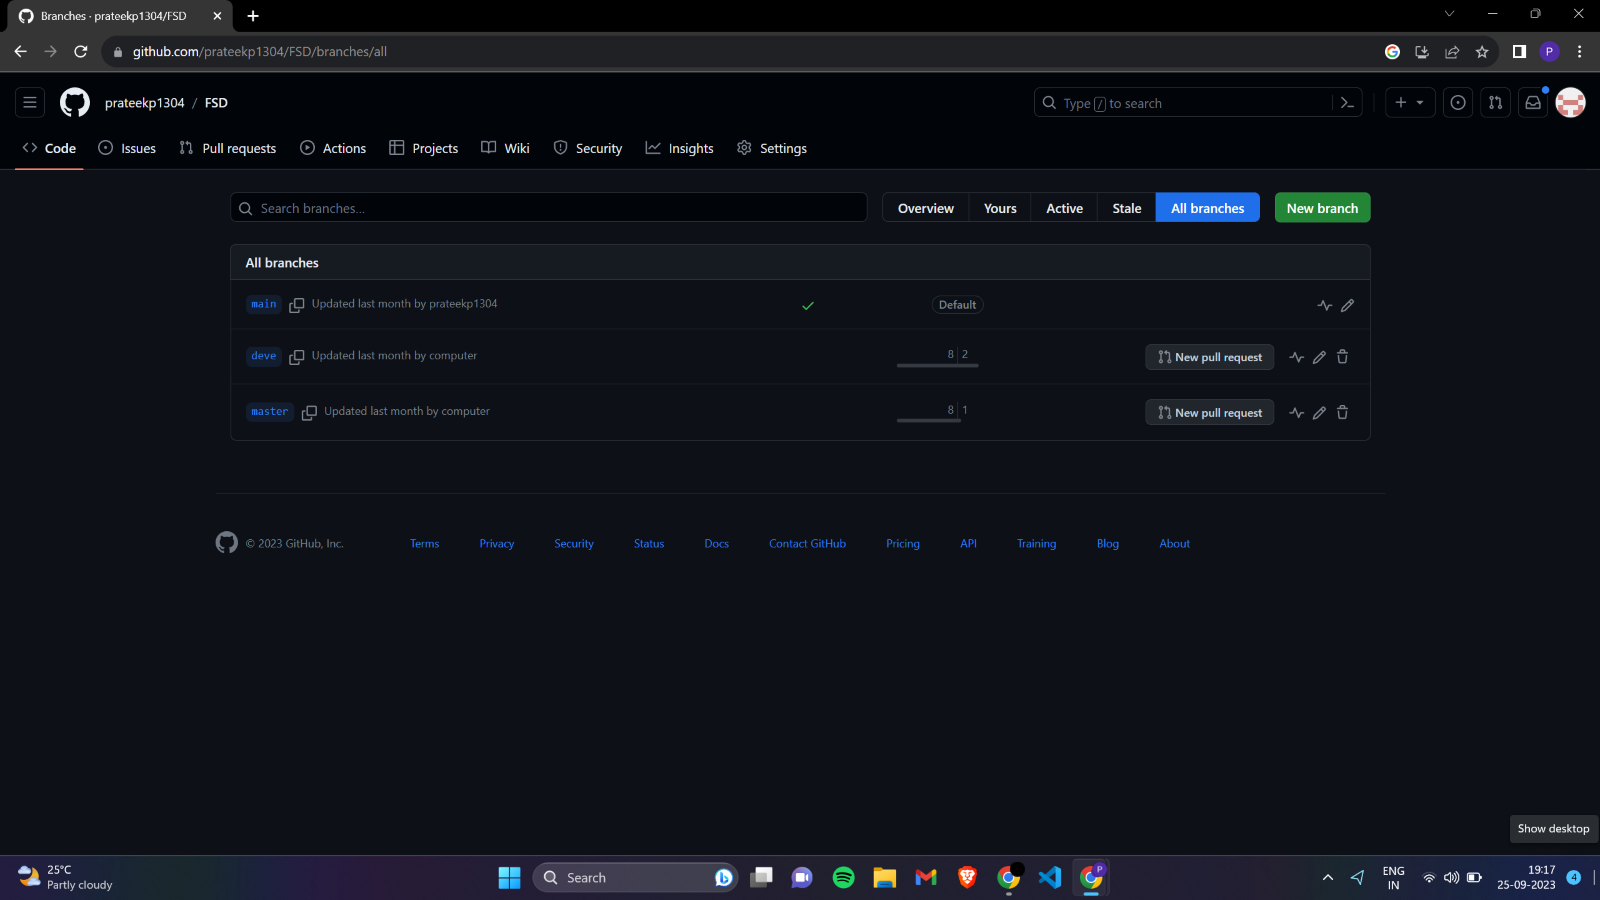 Branches · prateekp1304/FSD
github.com/prateekp1304/FSD/branches/all
P
prateekp1304 / FSD
Type / to search
Code Issues Pull requests Actions Projects Wiki Security Insights Settings
Search branches...
Overview Yours Active Stale All branches New branch
All branches
main Updated last month by prateekp1304 Default
deve Updated last month by computer 8 2 New pull request
master Updated last month by computer 8 1 New pull request
© 2023 GitHub, Inc. Terms Privacy Security Status Docs Contact GitHub Pricing API Training Blog About
Show desktop
25°C
Partly cloudy
Search
P
ENG
IN
19:17
25-09-2023
4